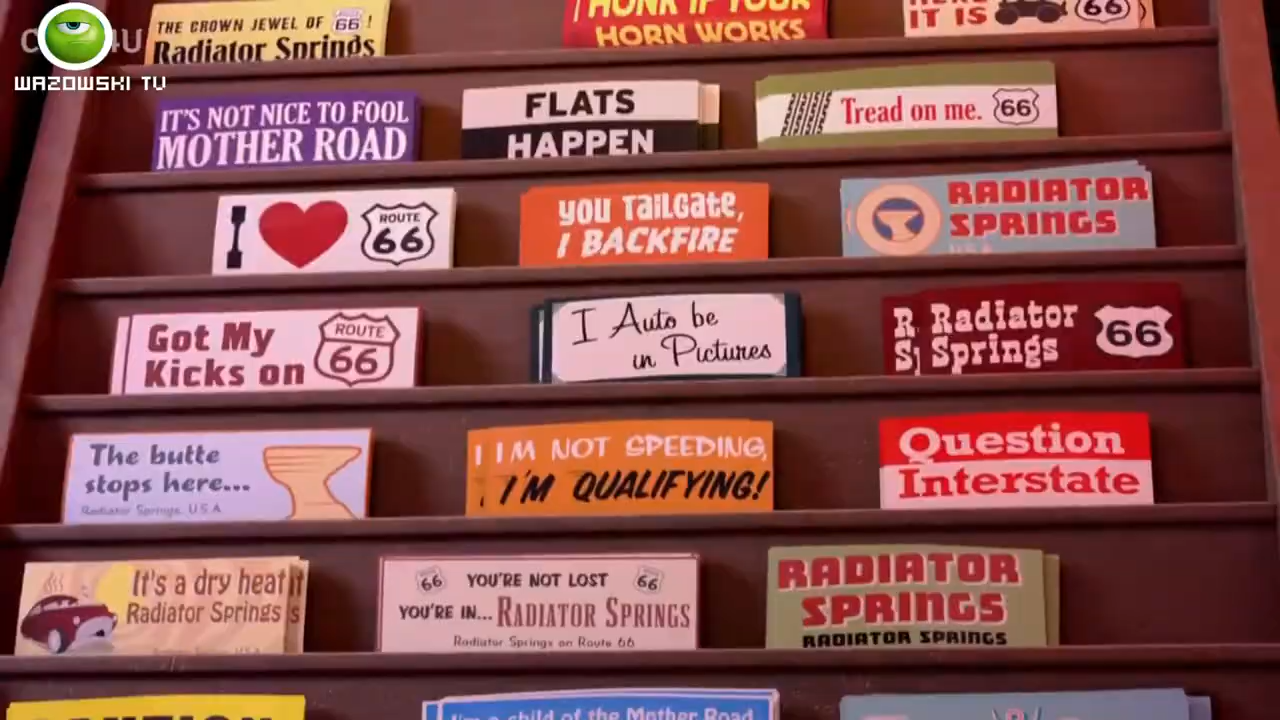 WAZOWSKI TV
THE CROWN JEWEL OF 66!
Radiator Springs
HONK IF YOUR
HORN WORKS
IT IS 66
IT'S NOT NICE TO FOOL
MOTHER ROAD
FLATS
HAPPEN
Tread on me. 66
I
ROUTE
66
YOU TAILGATE,
I BACKFIRE
RADIATOR
SPRINGS
Got My
Kicks on
ROUTE
66
I Auto be
in Pictures
Radiator
Springs
66
The butte
stops here...
Radiator Springs, U.S.A.
I'M NOT SPEEDING,
I'M QUALIFYING!
Question
Interstate
It's a dry heat
Radiator Springs
66 YOU'RE NOT LOST 66
YOU'RE IN... RADIATOR SPRINGS
Radiator Springs on Route 66
RADIATOR
SPRINGS
RADIATOR SPRINGS
I'm a child of the Mother Road